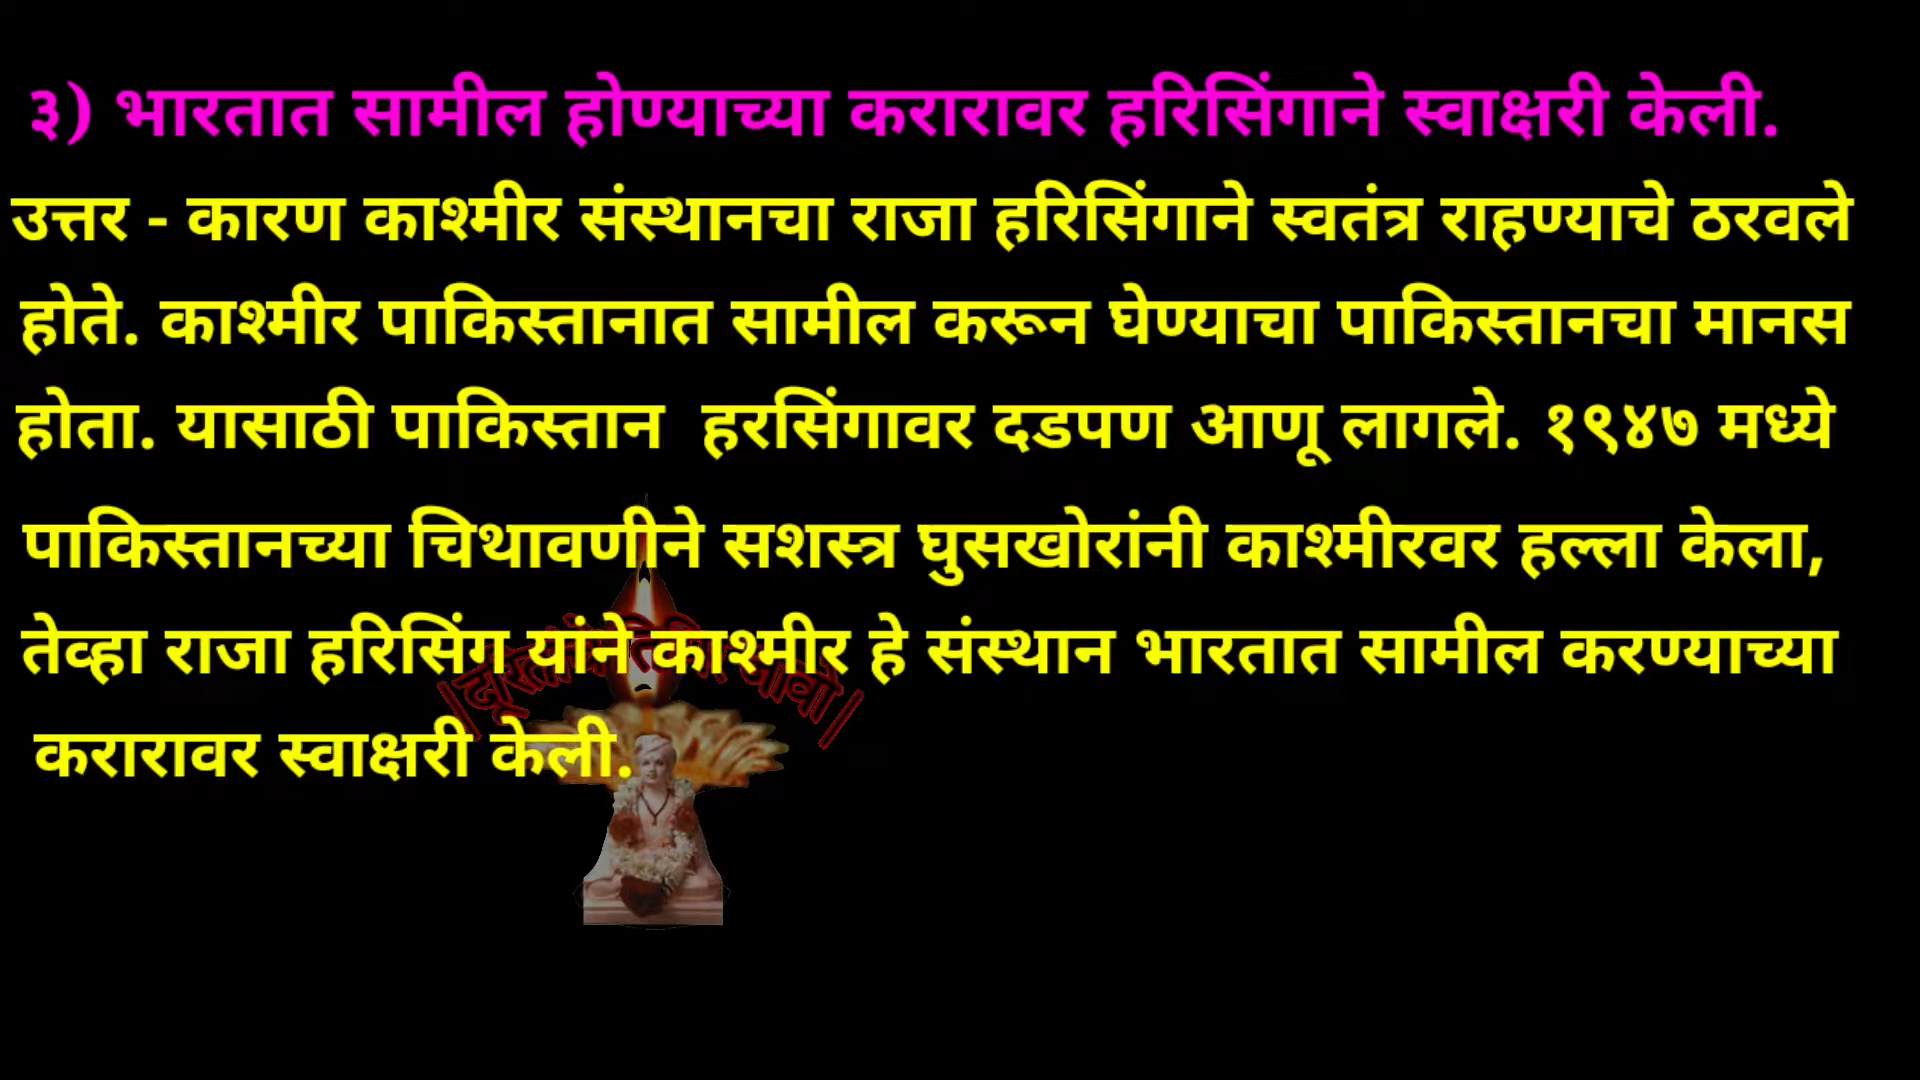 ३) भारतात सामील होण्याच्या करारावर हरिसिंगाने स्वाक्षरी केली.
उत्तर - कारण काश्मीर संस्थानचा राजा हरिसिंगाने स्वतंत्र राहण्याचे ठरवले
होते. काश्मीर पाकिस्तानात सामील करून घेण्याचा पाकिस्तानचा मानस
होता. यासाठी पाकिस्तान हरसिंगावर दडपण आणू लागले. १९४७ मध्ये
पाकिस्तानच्या चिथावणीने सशस्त्र घुसखोरांनी काश्मीरवर हल्ला केला,
तेव्हा राजा हरिसिंग यांने काश्मीर हे संस्थान भारतात सामील करण्याच्या
करारावर स्वाक्षरी केली.